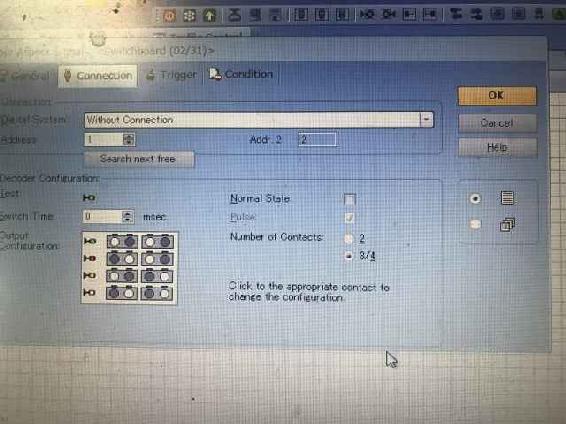 Switchboard (02/31)>
General
Connection
Trigger
Condition
Connection
Digital System:
Without Connection
Address
1
Addr. 2
2
Search next free
OK
Cancel
Help
Decoder Configuration:
Test:
Normal State:
Switch Time:
0
msec.
Pulse:
Output
Configuration:
Number of Contacts:
2
3/4
Click to the appropriate contact to
change the configuration.